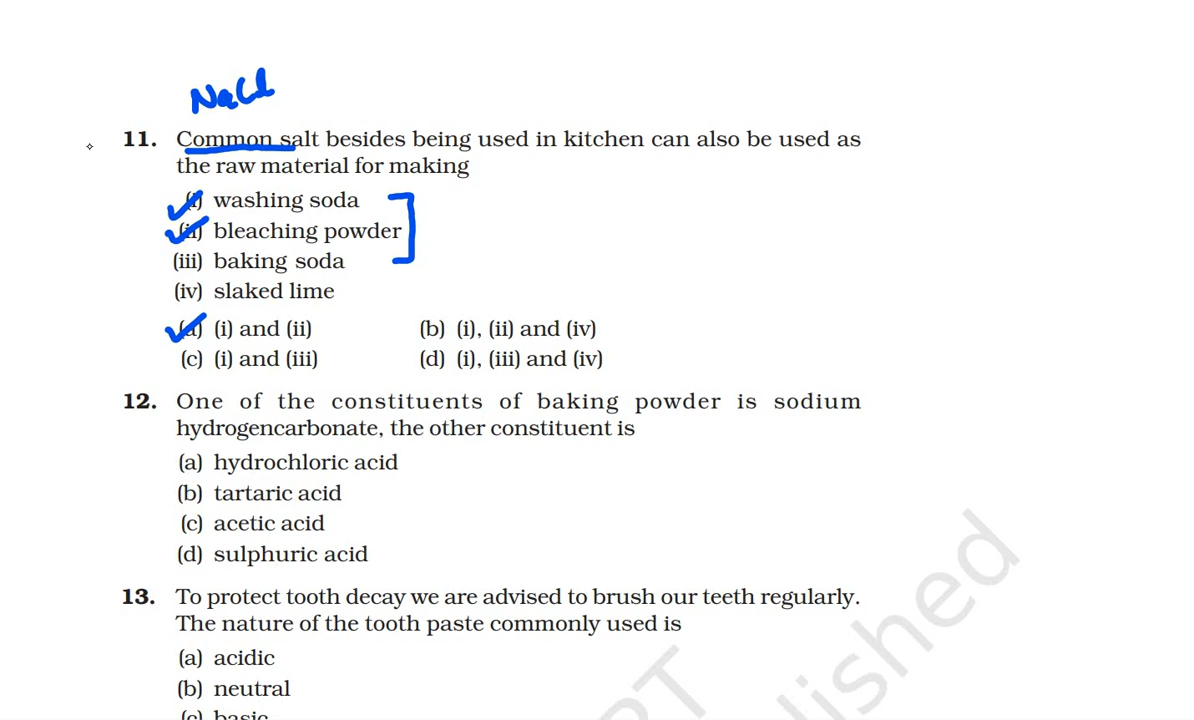 NaCl
11. Common salt besides being used in kitchen can also be used as
the raw material for making
(i) washing soda
(ii) bleaching powder
(iii) baking soda
(iv) slaked lime
(a) (i) and (ii) (b) (i), (ii) and (iv)
(c) (i) and (iii) (d) (i), (iii) and (iv)
12. One of the constituents of baking powder is sodium
hydrogencarbonate, the other constituent is
(a) hydrochloric acid
(b) tartaric acid
(c) acetic acid
(d) sulphuric acid
13. To protect tooth decay we are advised to brush our teeth regularly.
The nature of the tooth paste commonly used is
(a) acidic
(b) neutral
(c) basic